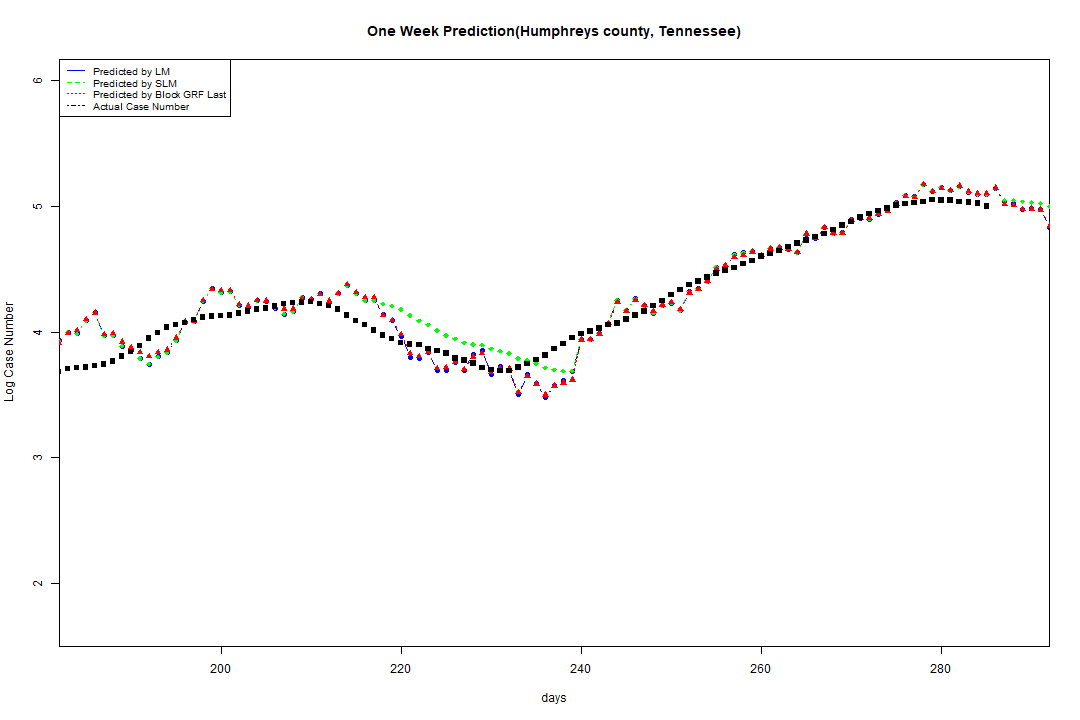 One Week Prediction(Humphreys county, Tennessee)
Predicted by LM
Predicted by SLM
Predicted by Block GRF Last
Actual Case Number
6
5
4
3
2
Log Case Number
200 220 240 260 280
days